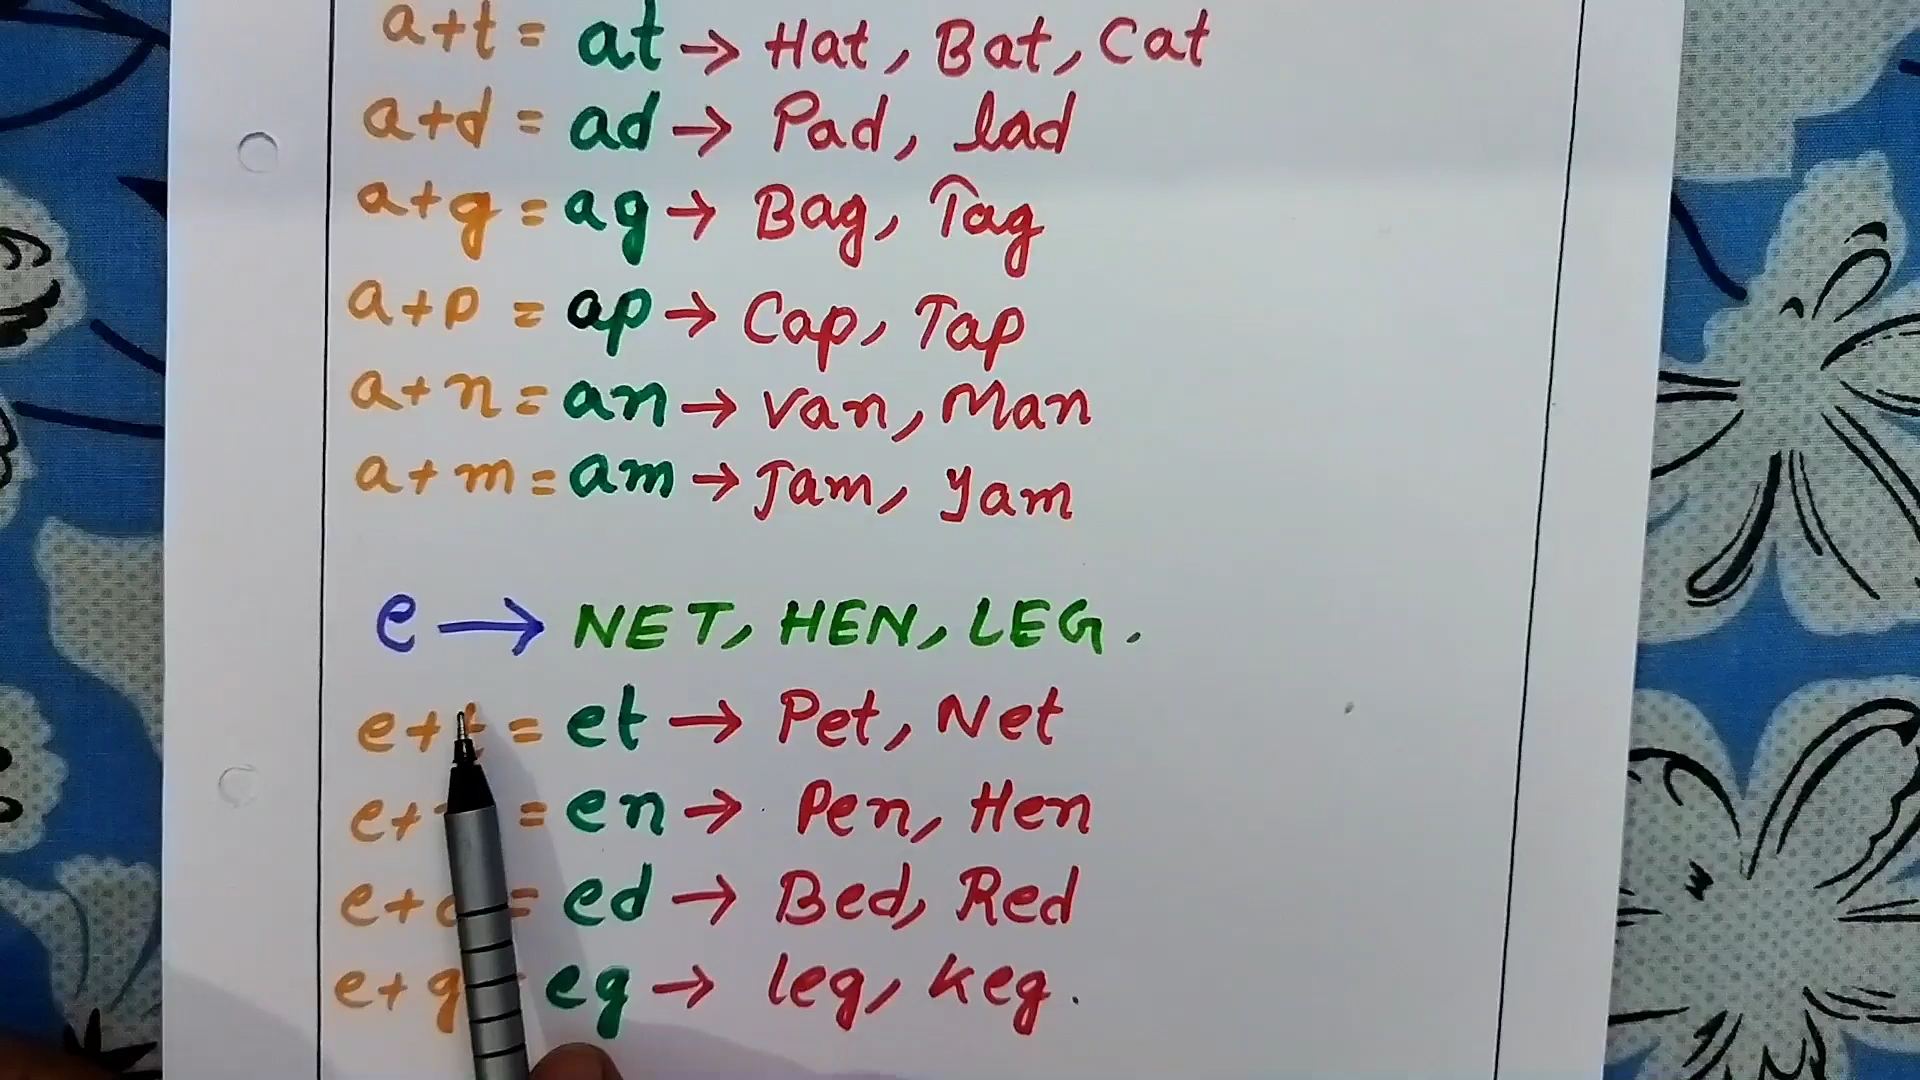 a+t = at → Hat, Bat, Cat
a+d = ad → Pad, lad
a+g = ag → Bag, Tag
a+p = ap → Cap, Tap
a+n = an → Van, Man
a+m = am → Jam, Yam
e → NET, HEN, LEG.
e+t = et → Pet, Net
e+ = en → Pen, Hen
e+ = ed → Bed, Red
e+g = eg → leg, keg.